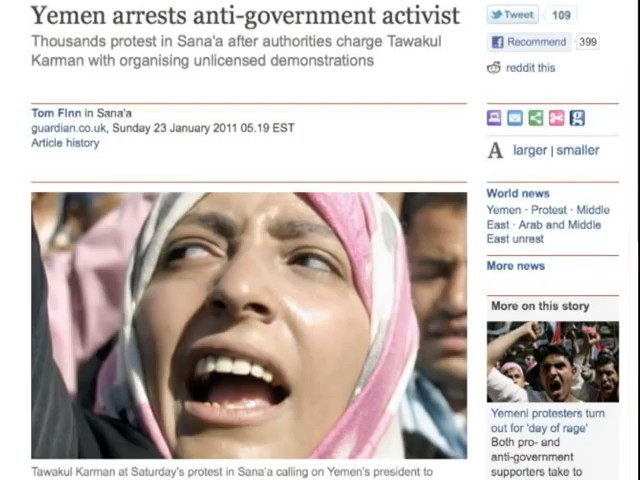 Yemen arrests anti-government activist
Thousands protest in Sana'a after authorities charge Tawakul
Karman with organising unlicensed demonstrations
Tom Finn in Sana'a
guardian.co.uk, Sunday 23 January 2011 05.19 EST
Article history
Tawakul Karman at Saturday's protest in Sana'a calling on Yemen's president to
Tweet 109
Recommend 399
reddit this
A larger | smaller
World news
Yemen · Protest · Middle
East · Arab and Middle
East unrest
More news
More on this story
Yemeni protesters turn
out for 'day of rage'
Both pro- and
anti-government
supporters take to